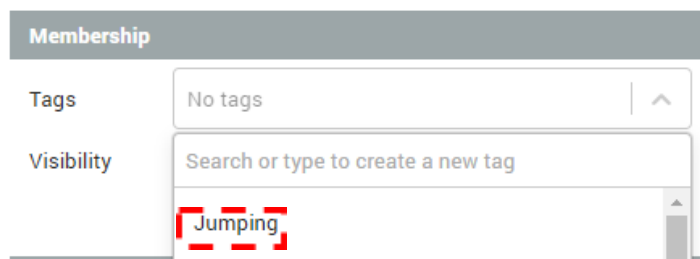 Membership
Tags
No tags
Visibility
Search or type to create a new tag
Jumping